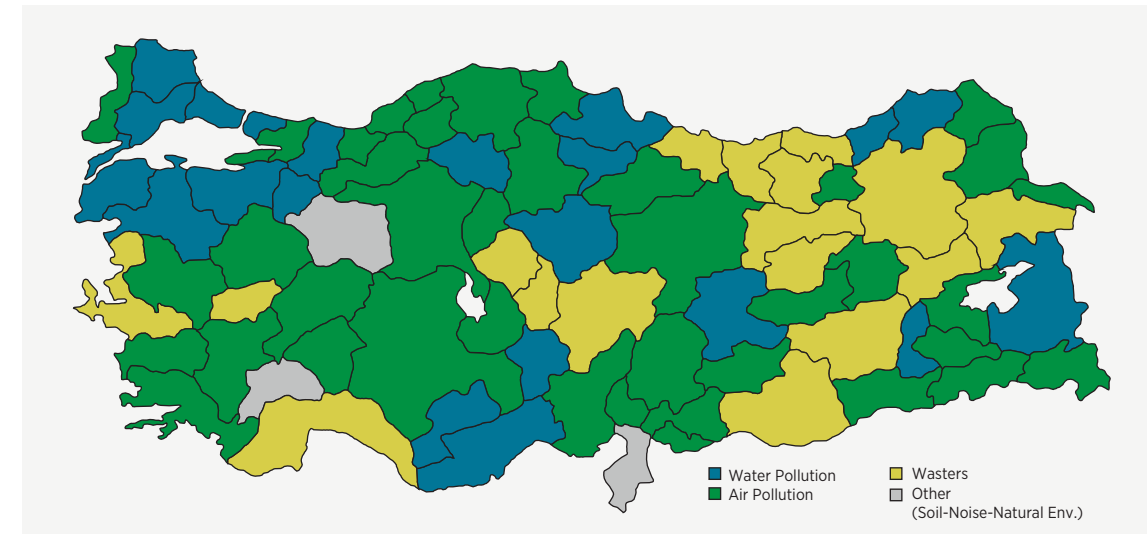 Water Pollution
Air Pollution
Wasters
Other
(Soil-Noise-Natural Env.)